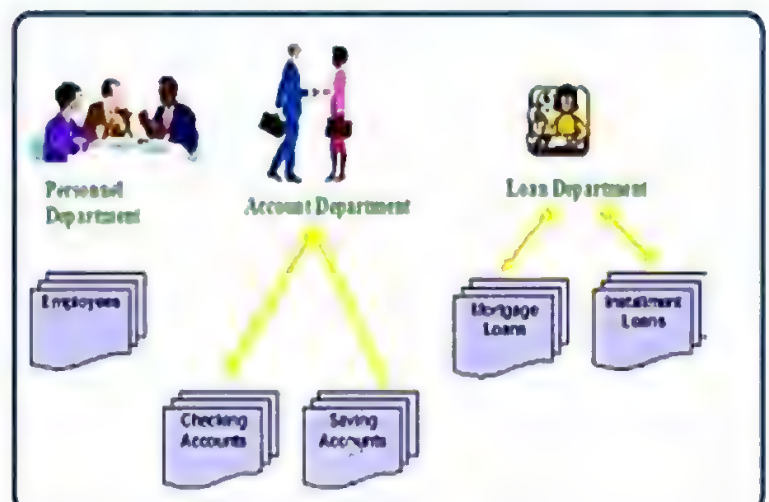 Personnel
Department
Account Department
Loan Department
Employees
Mortgage
Loans
Installment
Loans
Checking
Accounts
Saving
Accounts